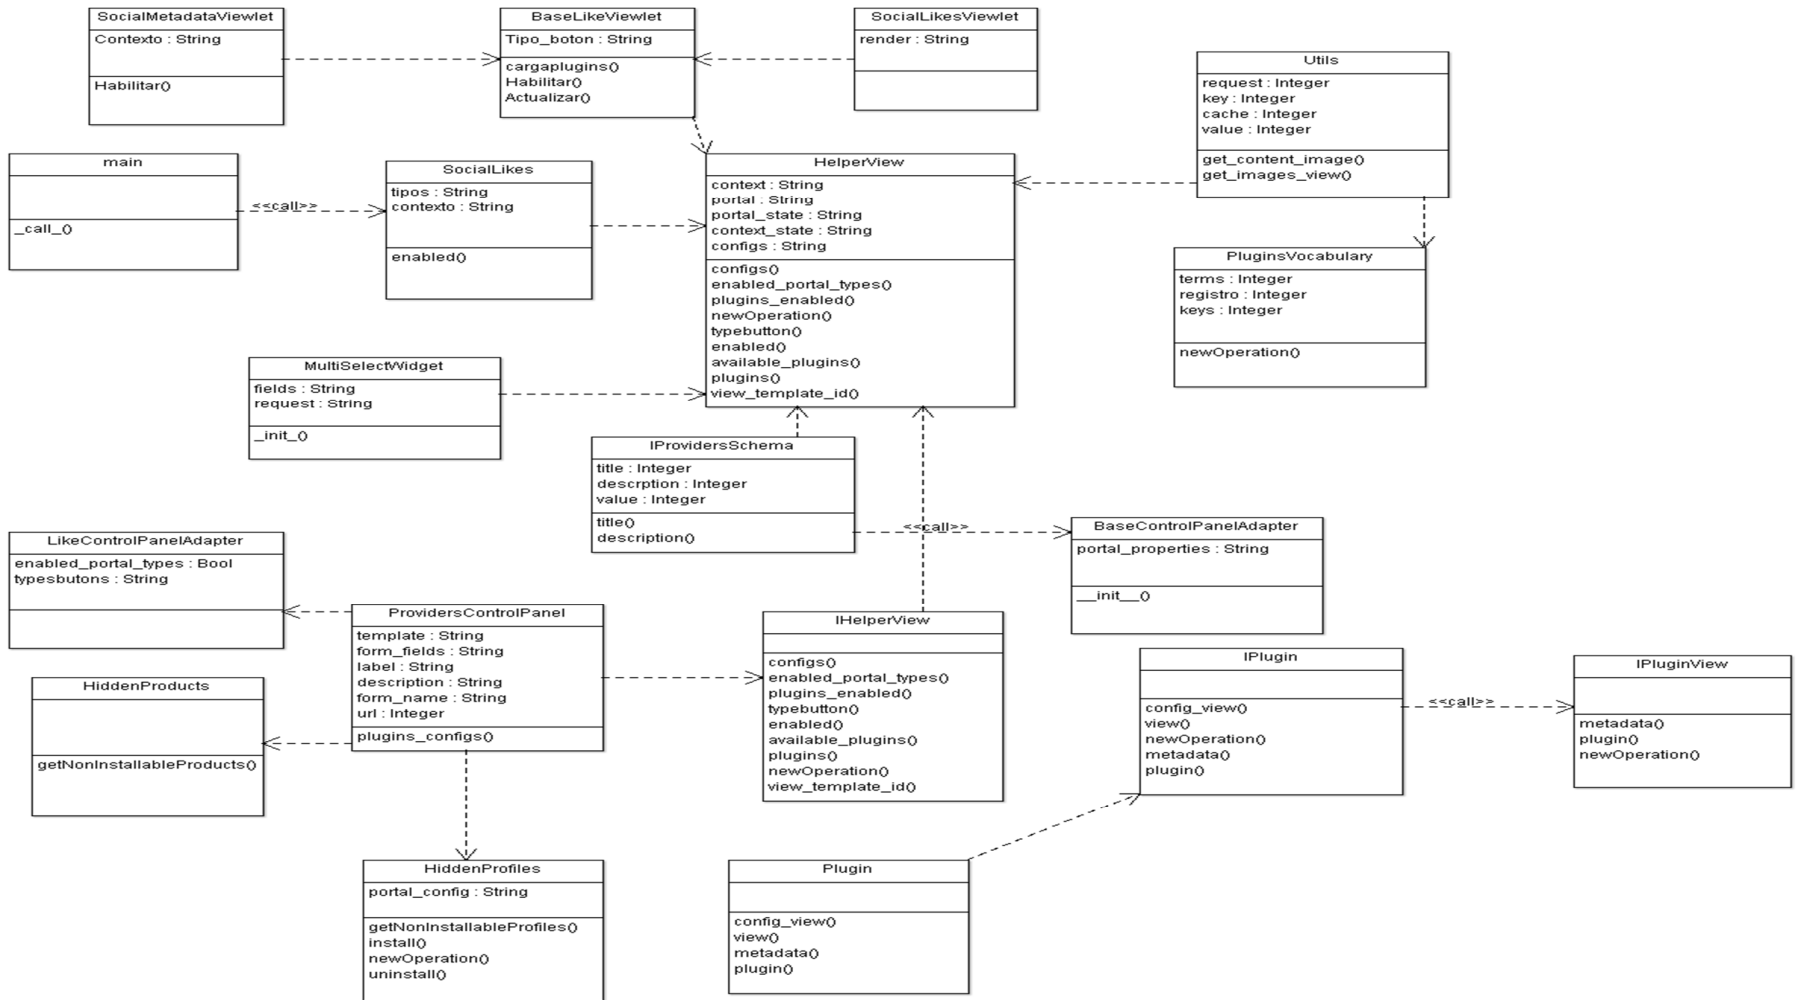 SocialMetadataViewlet
Contexto : String
Habilitar()
BaseLikeViewlet
Tipo_boton : String
cargaplugins()
Habilitar()
Actualizar()
SocialLikesViewlet
render : String
Utils
request : Integer
key : Integer
cache : Integer
value : Integer
get_content_image()
get_images_view()
main
_call_()
<<call>>
SocialLikes
tipos : String
contexto : String
enabled()
HelperView
context : String
portal : String
portal_state : String
context_state : String
configs : String
configs()
enabled_portal_types()
plugins_enabled()
newOperation()
typebutton()
enabled()
available_plugins()
plugins()
view_template_id()
PluginsVocabulary
terms : Integer
registro : Integer
keys : Integer
newOperation()
MultiSelectWidget
fields : String
request : String
_init_()
IProvidersSchema
title : Integer
descrption : Integer
value : Integer
title()
description()
<<call>>
BaseControlPanelAdapter
portal_properties : String
__init__()
LikeControlPanelAdapter
enabled_portal_types : Bool
typesbutons : String
ProvidersControlPanel
template : String
form_fields : String
label : String
description : String
form_name : String
url : Integer
plugins_configs()
IHelperView
configs()
enabled_portal_types()
plugins_enabled()
typebutton()
enabled()
available_plugins()
plugins()
newOperation()
view_template_id()
IPlugin
config_view()
view()
newOperation()
metadata()
plugin()
<<call>>
IPluginView
metadata()
plugin()
newOperation()
HiddenProducts
getNonInstallableProducts()
HiddenProfiles
portal_config : String
getNonInstallableProfiles()
install()
newOperation()
uninstall()
Plugin
config_view()
view()
metadata()
plugin()